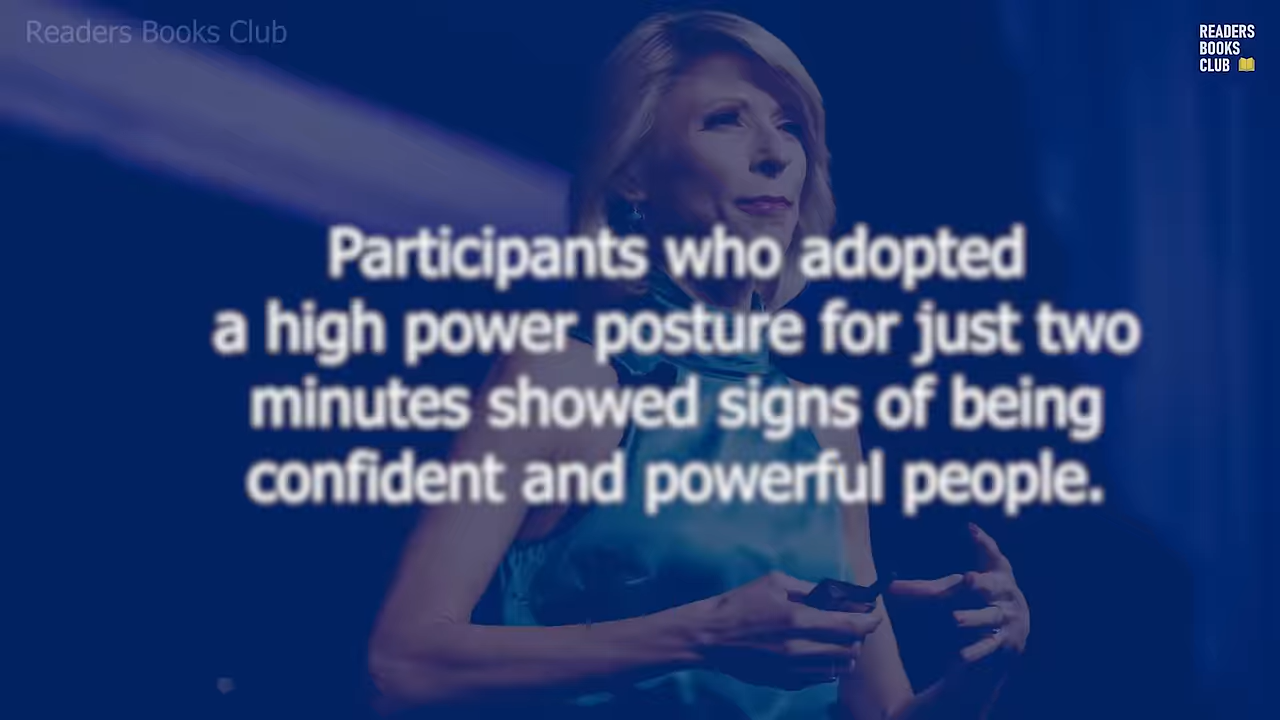 Readers Books Club
READERS
BOOKS
CLUB
Participants who adopted
a high power posture for just two
minutes showed signs of being
confident and powerful people.